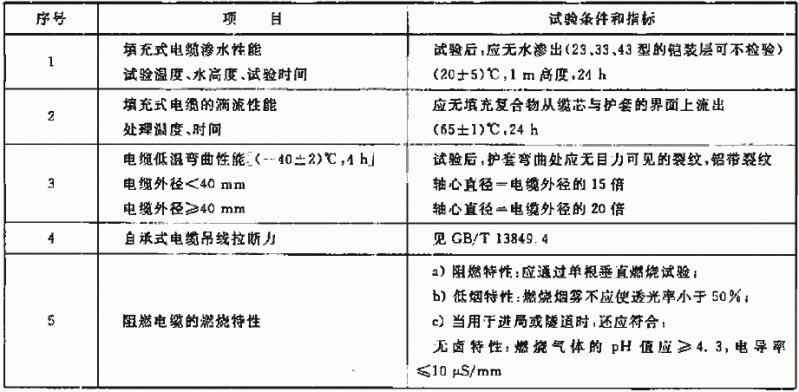 序号 项 目 试验条件和指标
1
填充式电缆渗水性能
试验温度、水高度、试验时间
试验后,应无水渗出(23、33、43 型的铠装层可不检验)
(20±5)℃,1 m 高度,24 h
2
填充式电缆的滴流性能
处理温度、时间
应无填充复合物从缆芯与护套的界面上流出
(65±1)℃,24 h
3
电缆低温弯曲性能[(-40±2)℃,4 h]
电缆外径<40 mm
电缆外径≥40 mm
试验后,护套弯曲处应无目力可见的裂纹,铝带裂纹
轴心直径=电缆外径的 15 倍
轴心直径=电缆外径的 20 倍
4 自承式电缆吊线拉断力 见 GB/T 13849.4
5
阻燃电缆的燃烧特性
a) 阻燃特性:应通过单根垂直燃烧试验;
b) 低烟特性:燃烧烟雾不应使透光率小于 50%;
c) 当用于进局或隧道时,还应符合:
无卤特性:燃烧气体的 pH 值应≥4.3,电导率
≤10 μS/mm